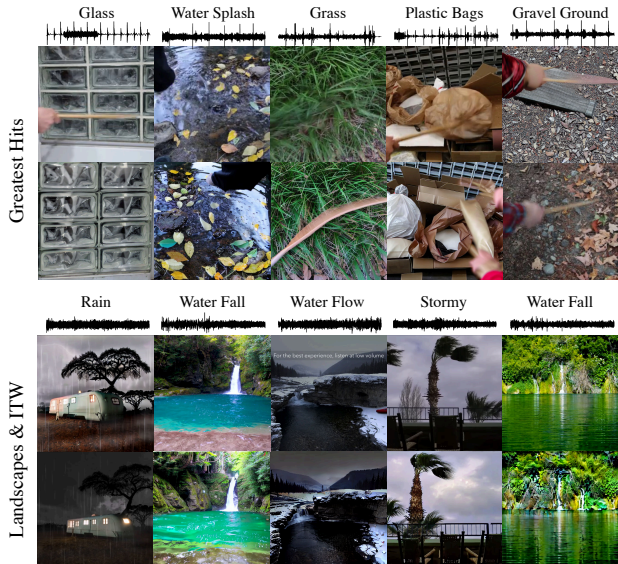 Glass Water Splash Grass Plastic Bags Gravel Ground
Greatest Hits
Rain Water Fall Water Flow Stormy Water Fall
For the best experience, listen at low volume
Landscapes & ITW